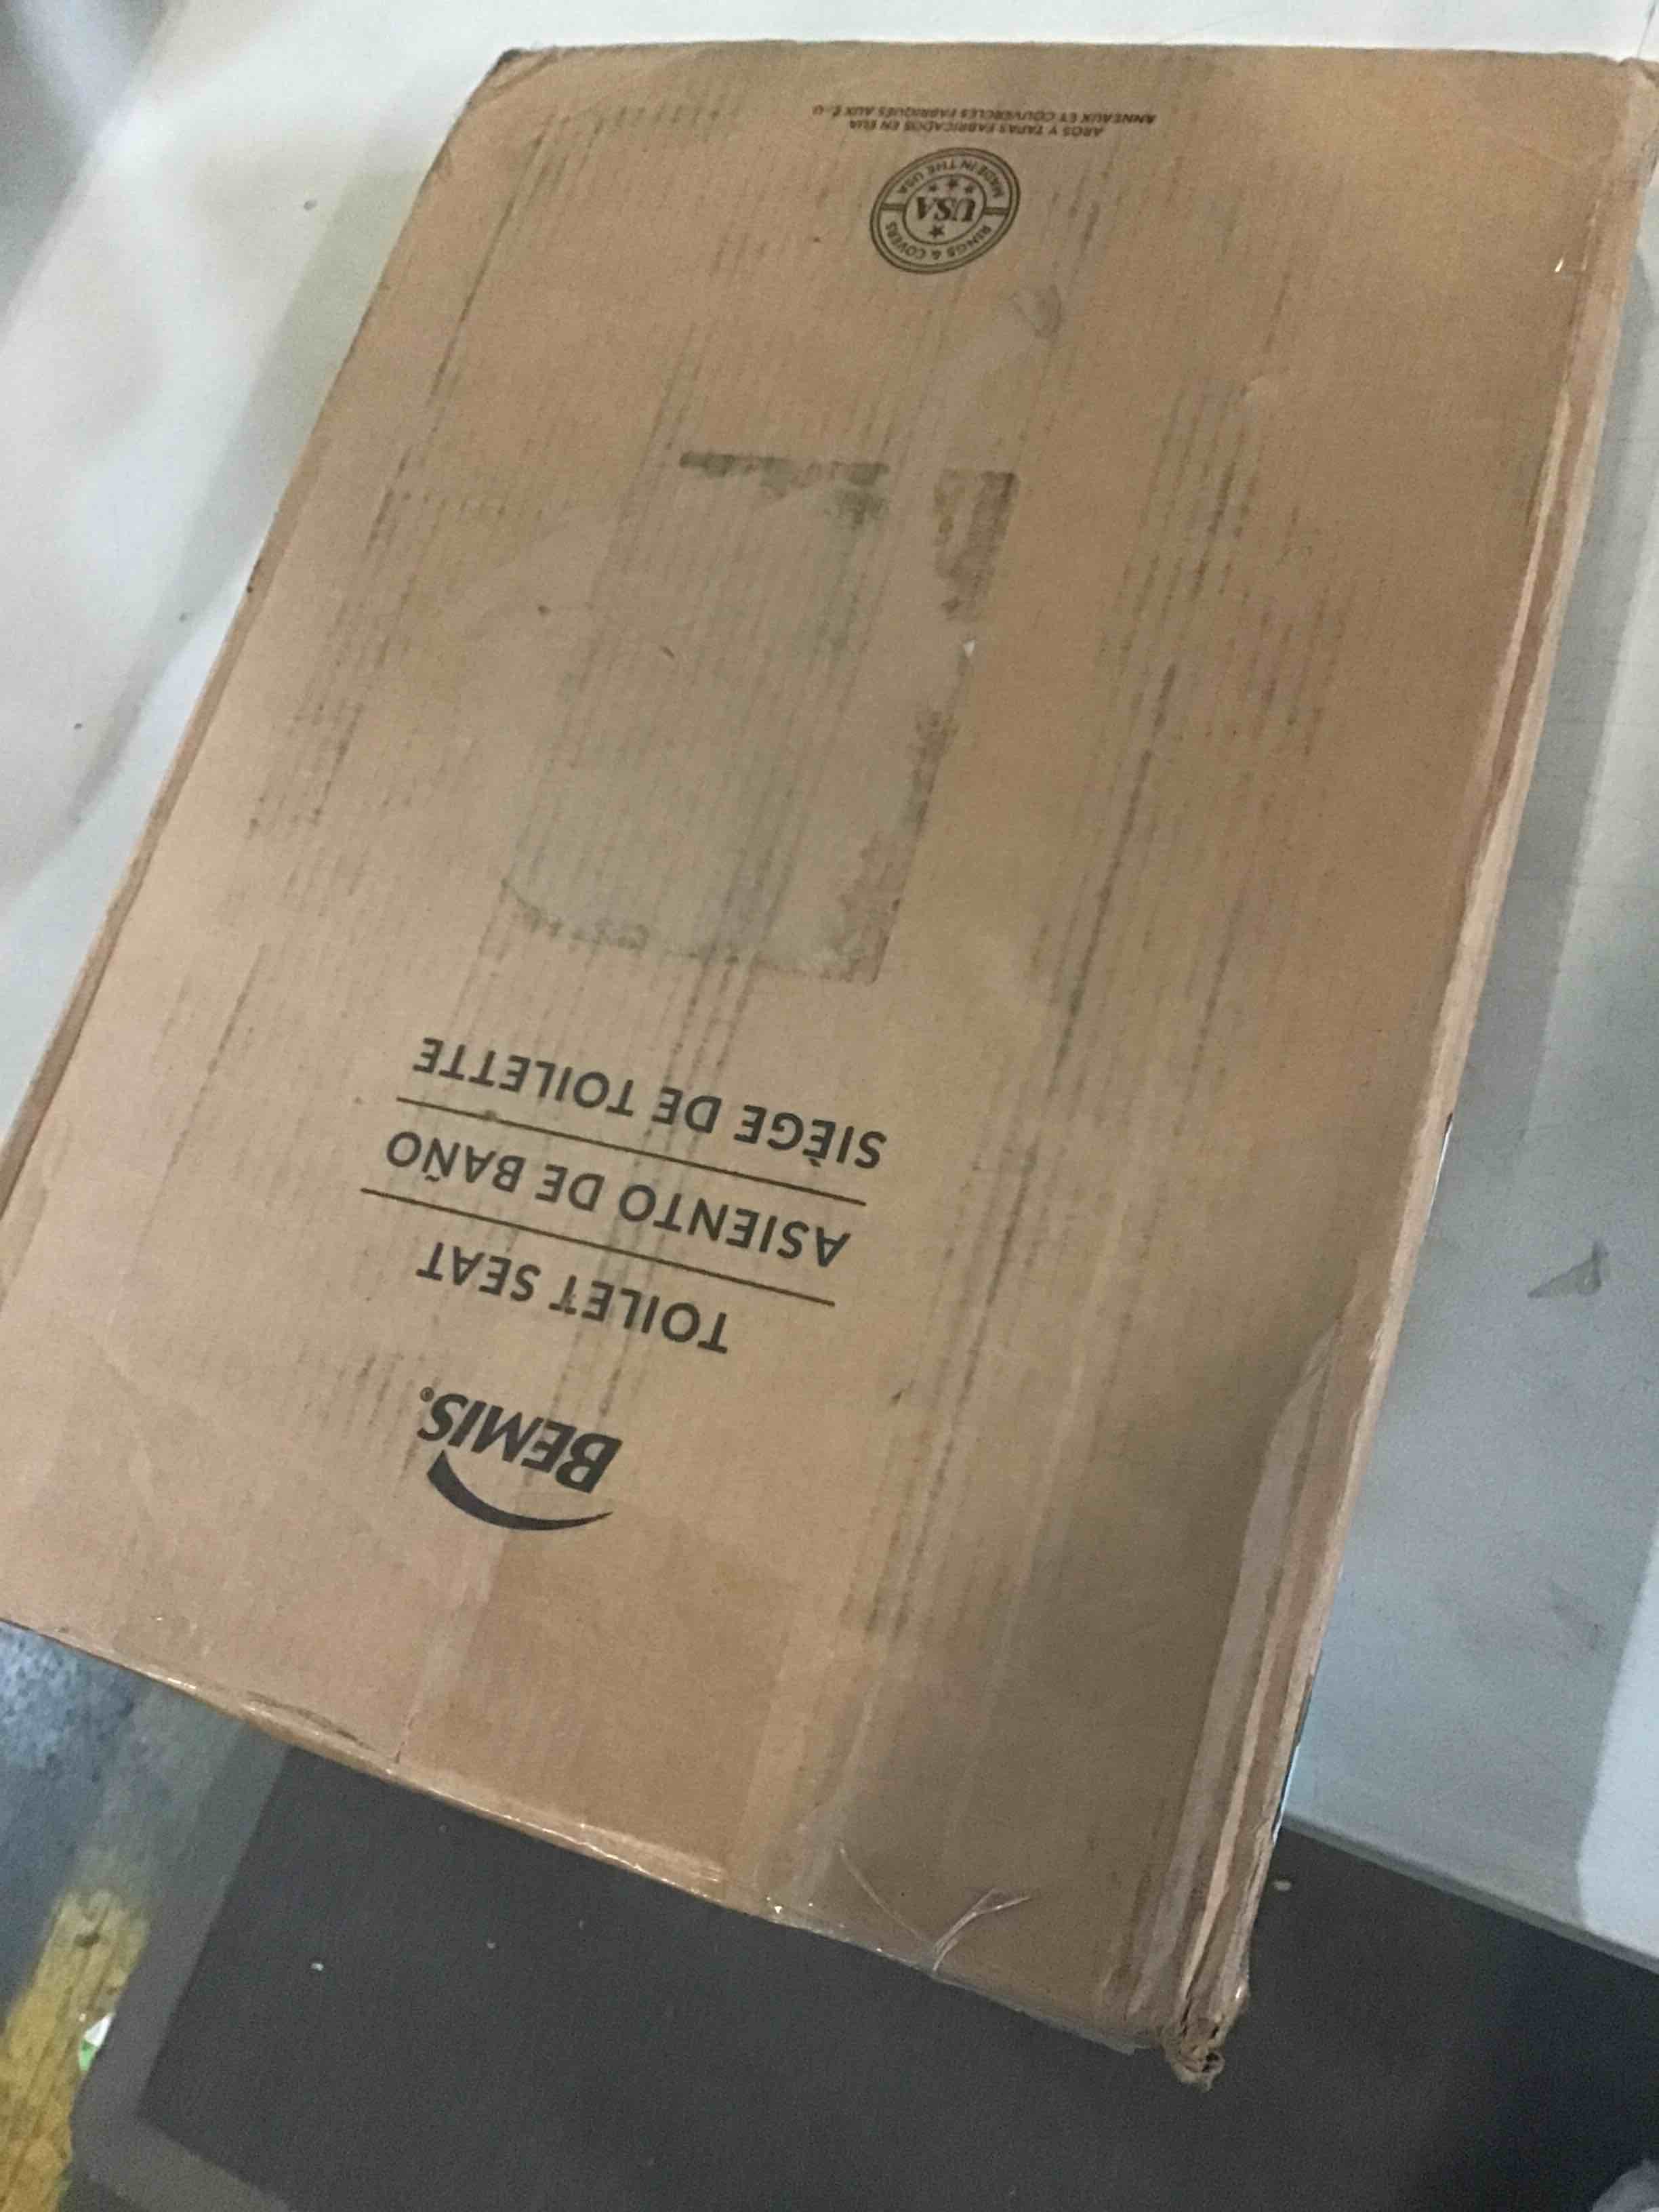 BEMIS®
TOILET SEAT
ASIENTO DE BAÑO
SIÈGE DE TOILETTE
RINGS & COVERS
USA
MADE IN THE USA
AROS Y TAPAS FABRICADOS EN EUA
ANNEAUX ET COUVERCLES FABRIQUÉS AUX É.-U.